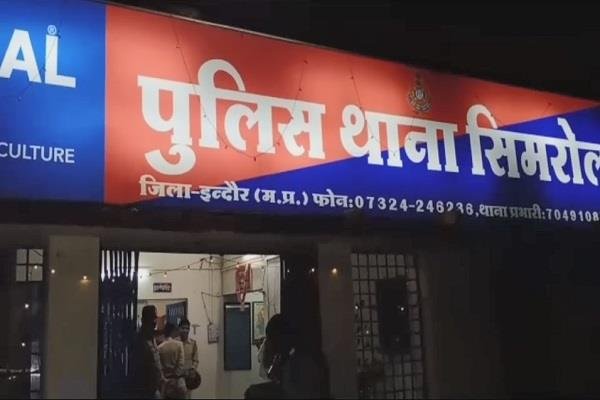 AL®
CULTURE
पुलिस थाना सिमरोल
जिला-इन्दौर (म.प्र.) फोन:07324-246236,थाना प्रभारी:7049108